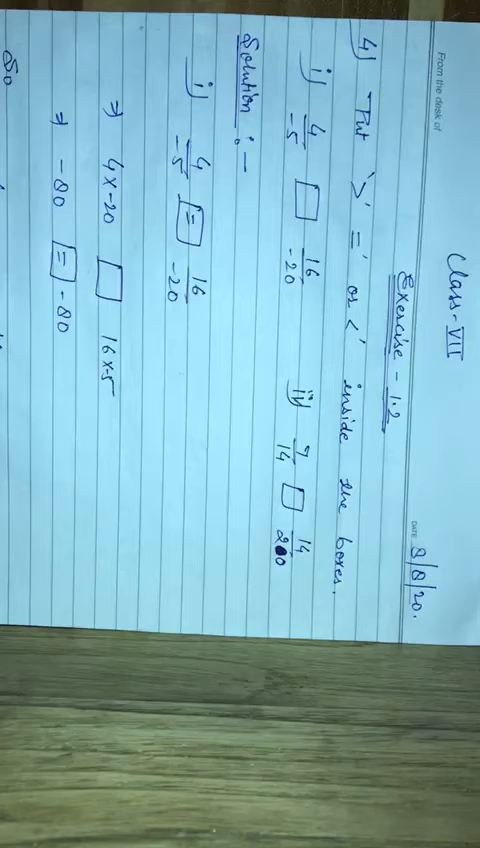 From the desk of
Class - VII
DATE 8/8/20.
Exercise - 1.2
4) Put '>' '=' or '<' inside the boxes.
i) 4/-5 □ 16/-20 ii) 7/14 □ 14/200
Solution :-
i) 4/-5 [=] 16/-20
⇒ 4 x -20 □ 16 x -5
⇒ -80 [=] -80
So